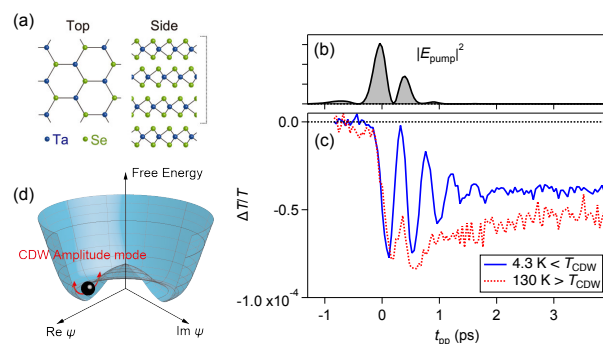 (a)
Top
Side
Ta
Se
(b)
|E_pump|^2
(c)
0.0
-0.5
-1.0 x10^-4
ΔT/T
4.3 K < T_CDW
130 K > T_CDW
-1
0
1
2
3
t_pp (ps)
(d)
Free Energy
CDW Amplitude mode
Re ψ
Im ψ